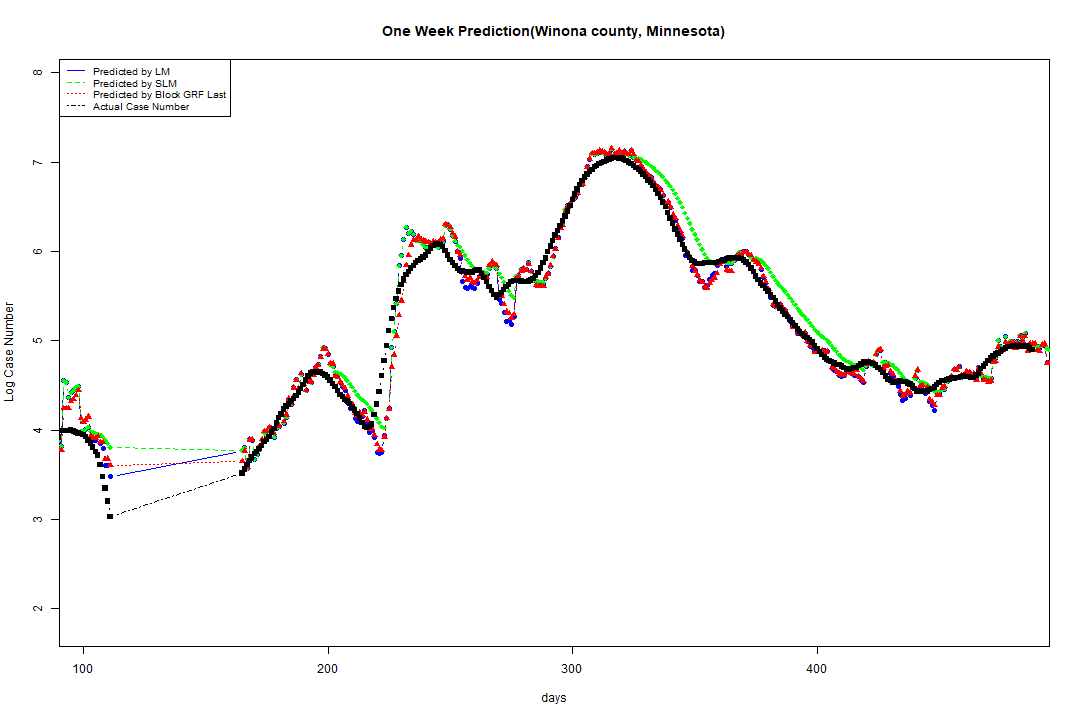 One Week Prediction(Winona county, Minnesota)
Predicted by LM
Predicted by SLM
Predicted by Block GRF Last
Actual Case Number
8
7
6
5
4
3
2
Log Case Number
100 200 300 400
days